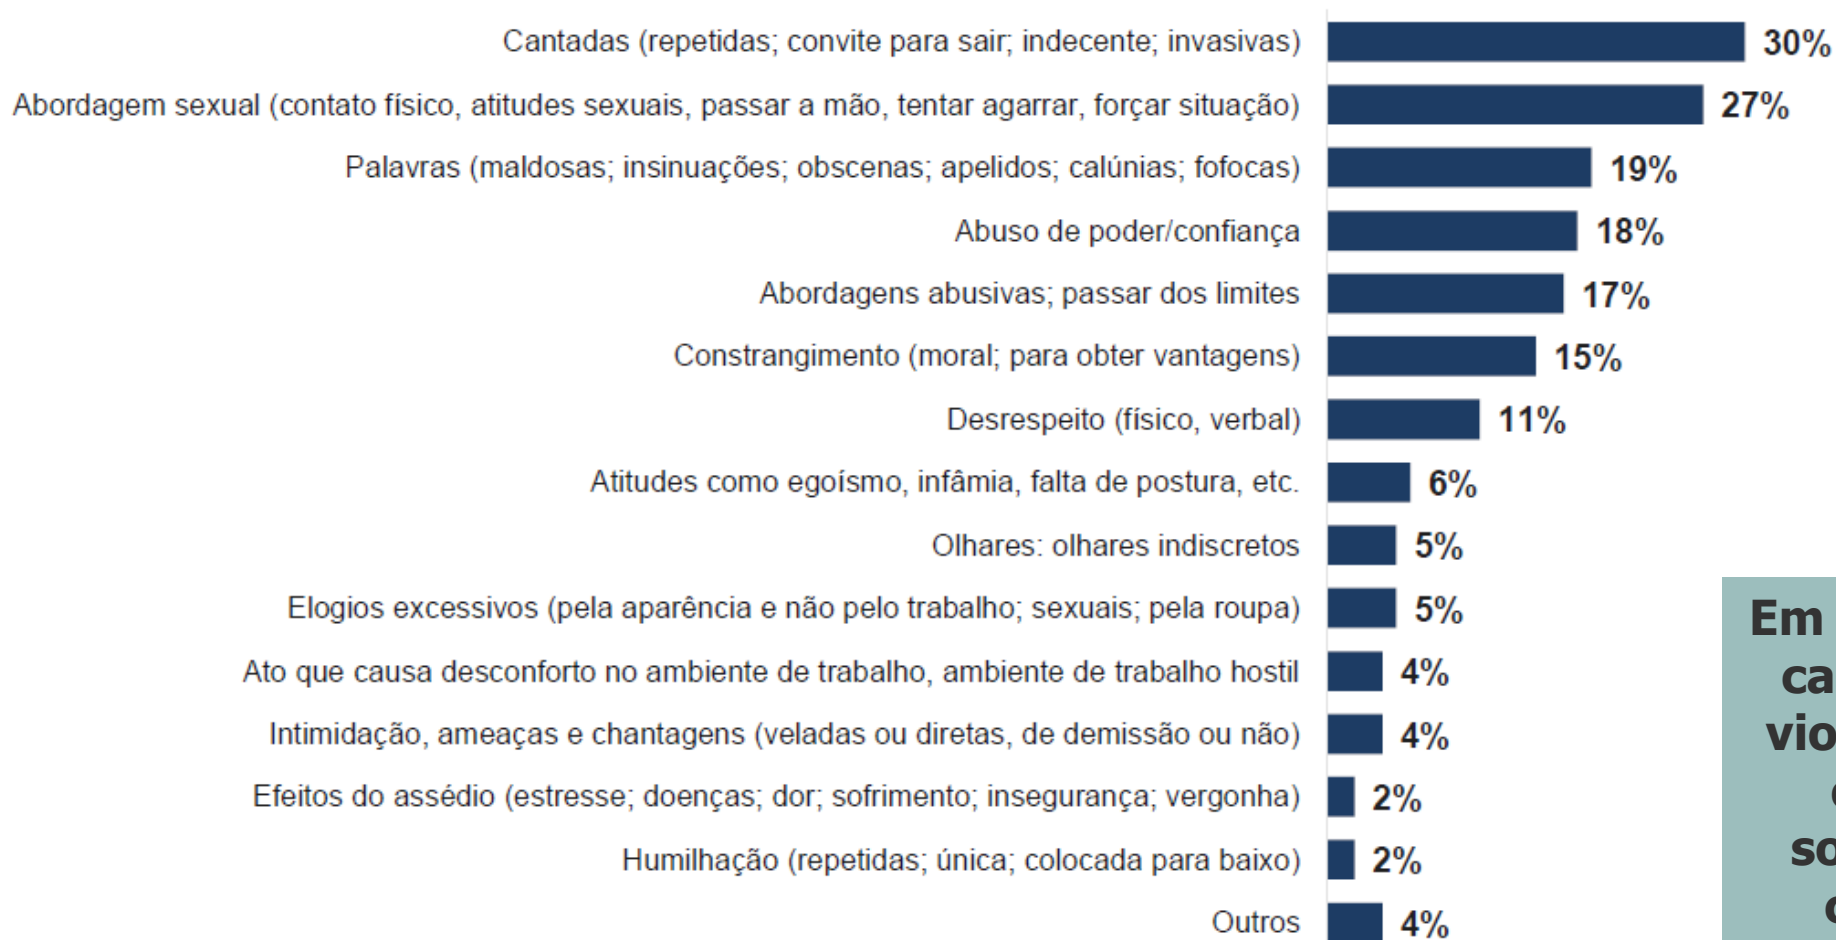 Cantadas (repetidas; convite para sair; indecente; invasivas) 30%
Abordagem sexual (contato físico, atitudes sexuais, passar a mão, tentar agarrar, forçar situação) 27%
Palavras (maldosas; insinuações; obscenas; apelidos; calúnias; fofocas) 19%
Abuso de poder/confiança 18%
Abordagens abusivas; passar dos limites 17%
Constrangimento (moral; para obter vantagens) 15%
Desrespeito (físico, verbal) 11%
Atitudes como egoísmo, infâmia, falta de postura, etc. 6%
Olhares: olhares indiscretos 5%
Elogios excessivos (pela aparência e não pelo trabalho; sexuais; pela roupa) 5%
Ato que causa desconforto no ambiente de trabalho, ambiente de trabalho hostil 4%
Intimidação, ameaças e chantagens (veladas ou diretas, de demissão ou não) 4%
Efeitos do assédio (estresse; doenças; dor; sofrimento; insegurança; vergonha) 2%
Humilhação (repetidas; única; colocada para baixo) 2%
Outros 4%
Em
ca
vio
so